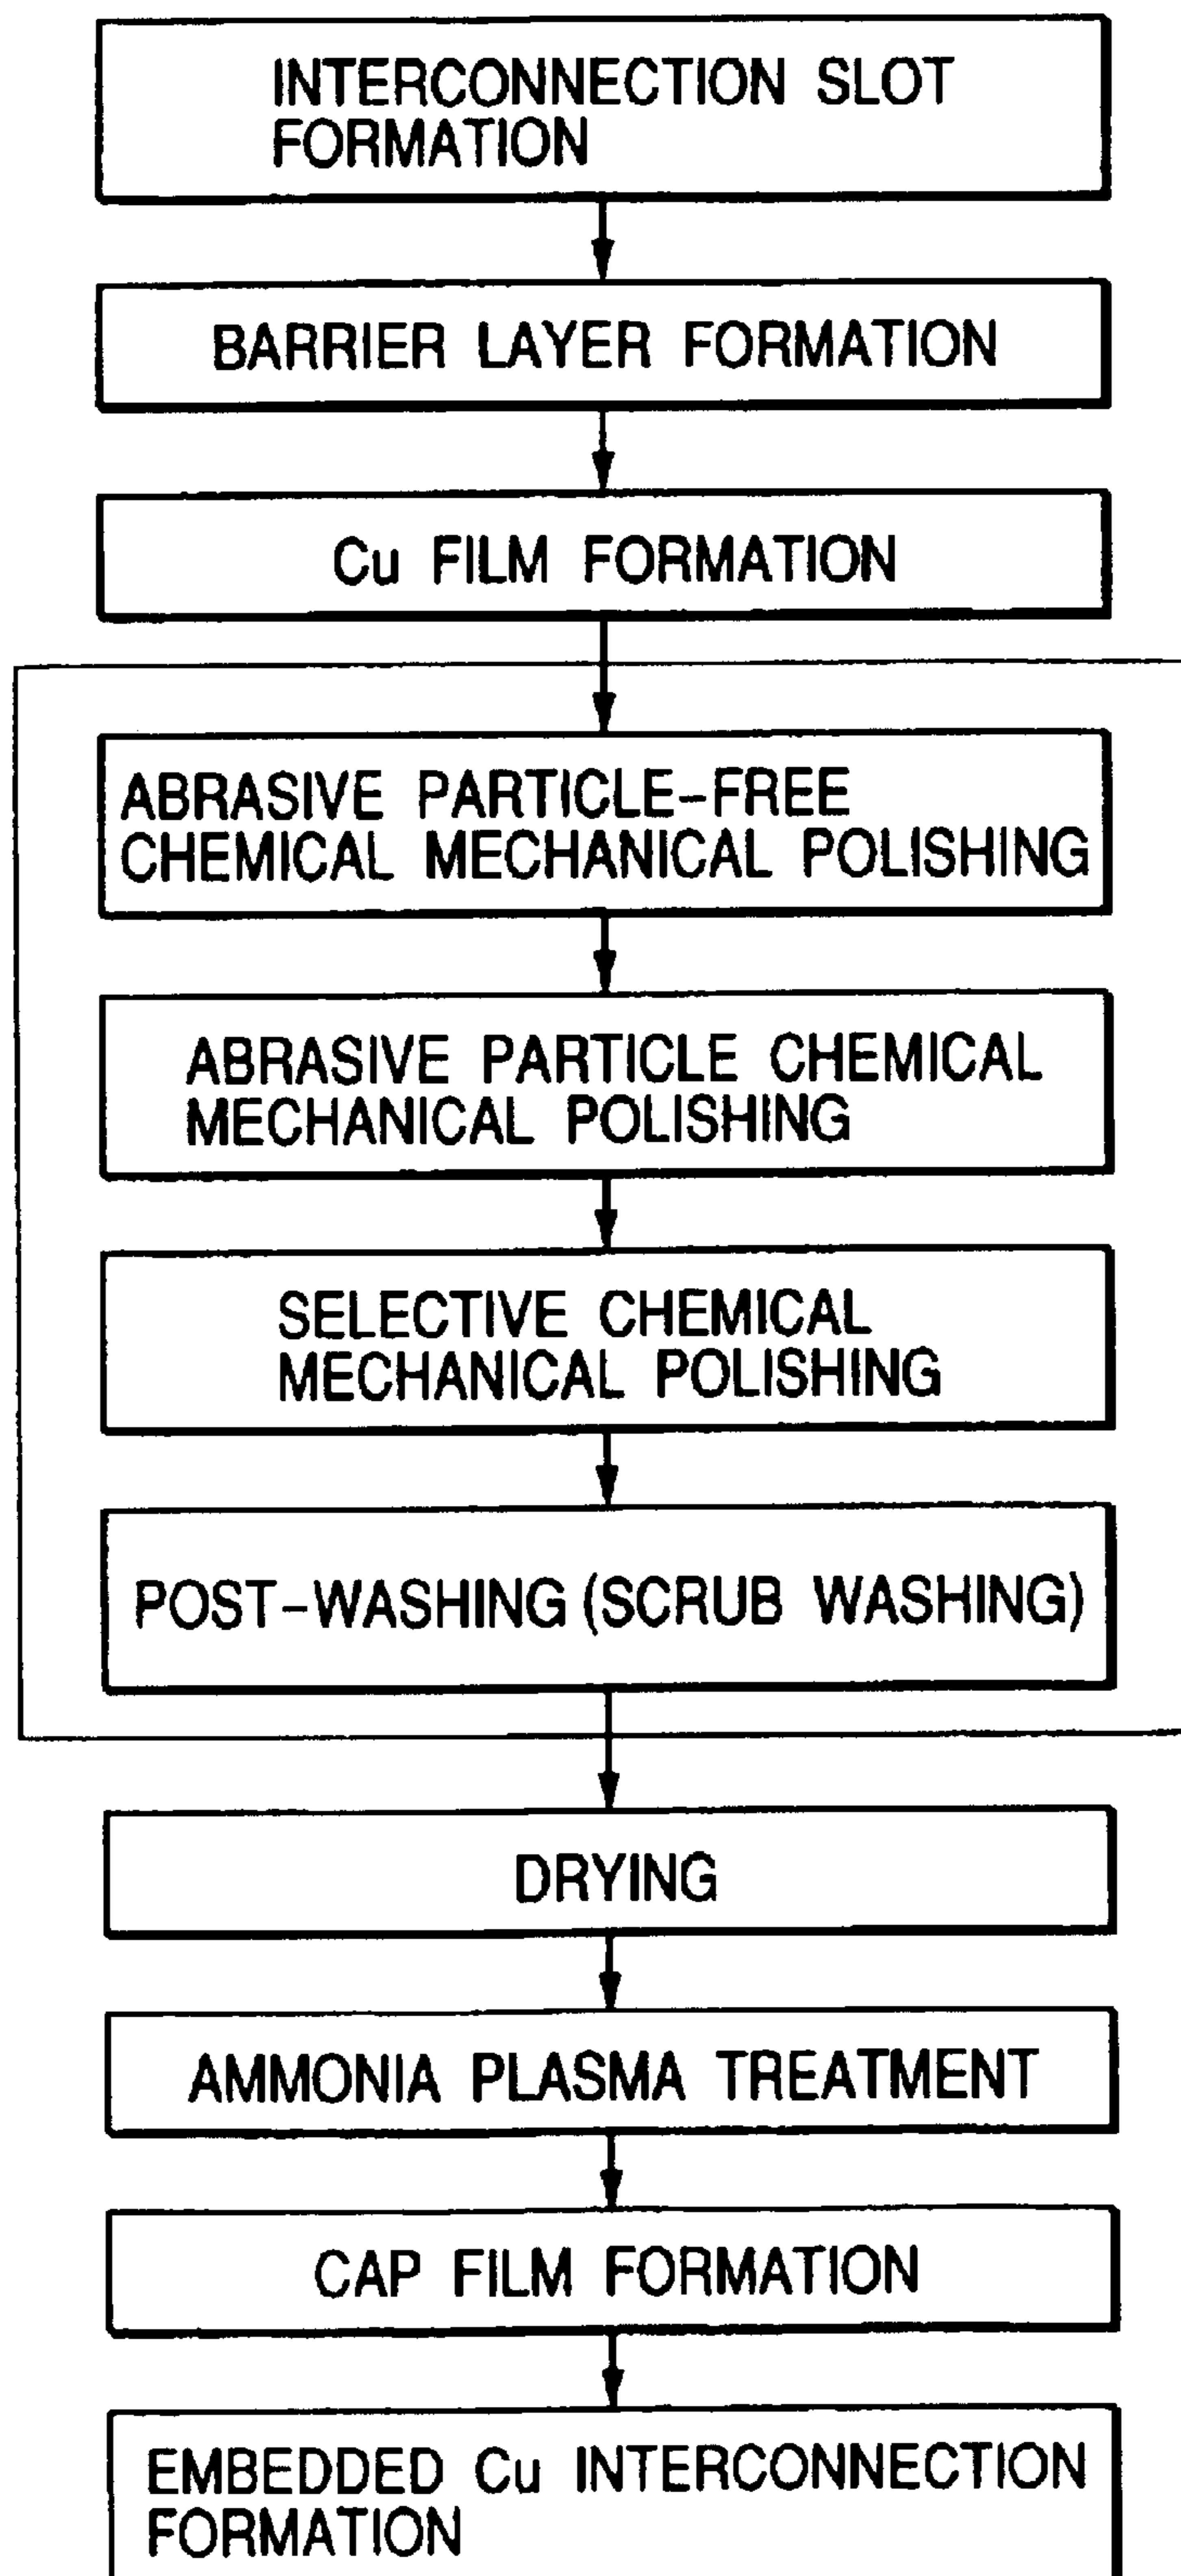 INTERCONNECTION SLOT
FORMATION
BARRIER LAYER FORMATION
Cu FILM FORMATION
ABRASIVE PARTICLE-FREE
CHEMICAL MECHANICAL POLISHING
ABRASIVE PARTICLE CHEMICAL
MECHANICAL POLISHING
SELECTIVE CHEMICAL
MECHANICAL POLISHING
POST-WASHING (SCRUB WASHING)
DRYING
AMMONIA PLASMA TREATMENT
CAP FILM FORMATION
EMBEDDED Cu INTERCONNECTION
FORMATION